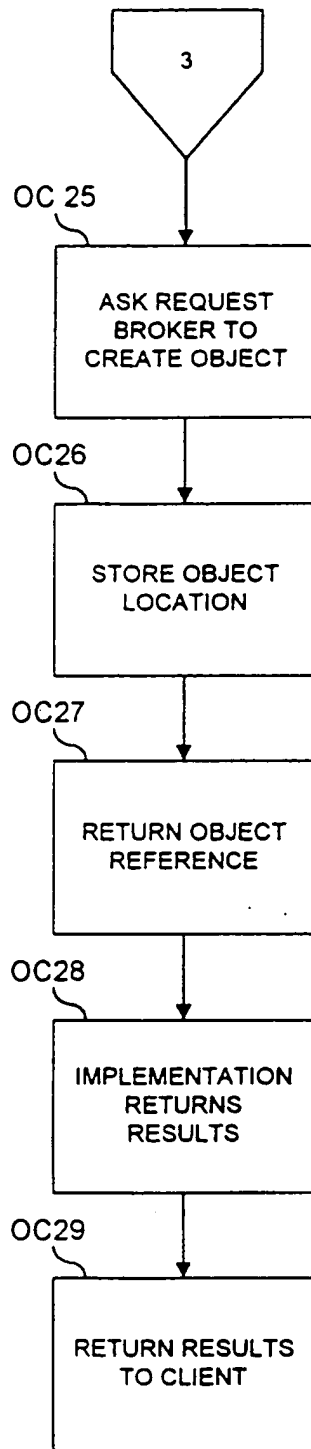 3
OC 25
ASK REQUEST
BROKER TO
CREATE OBJECT
OC26
STORE OBJECT
LOCATION
OC27
RETURN OBJECT
REFERENCE
OC28
IMPLEMENTATION
RETURNS
RESULTS
OC29
RETURN RESULTS
TO CLIENT